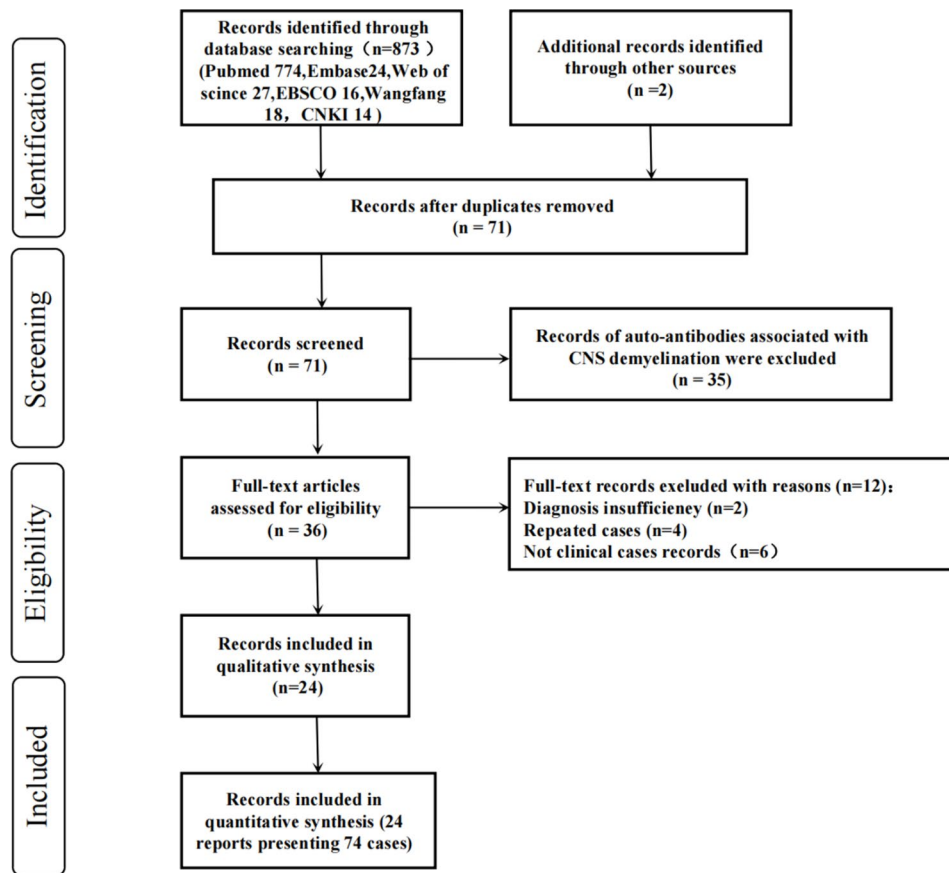 Identification
Records identified through
database searching（n=873 ）
(Pubmed 774,Embase24,Web of
scince 27,EBSCO 16,Wangfang
18， CNKI 14 )
Additional records identified
through other sources
(n =2)
Records after duplicates removed
(n = 71)
Screening
Records screened
(n = 71)
Records of auto-antibodies associated with
CNS demyelination were excluded
(n = 35)
Eligibility
Full-text articles
assessed for eligibility
(n = 36)
Full-text records exeluded with reasons (n=12)：
Diagnosis insufficiency (n=2)
Repeated cases (n=4)
Not clinical cases records（n=6）
Records included in
qualitative synthesis
(n=24)
Included
Records included in
quantitative synthesis (24
reports presenting 74 cases)